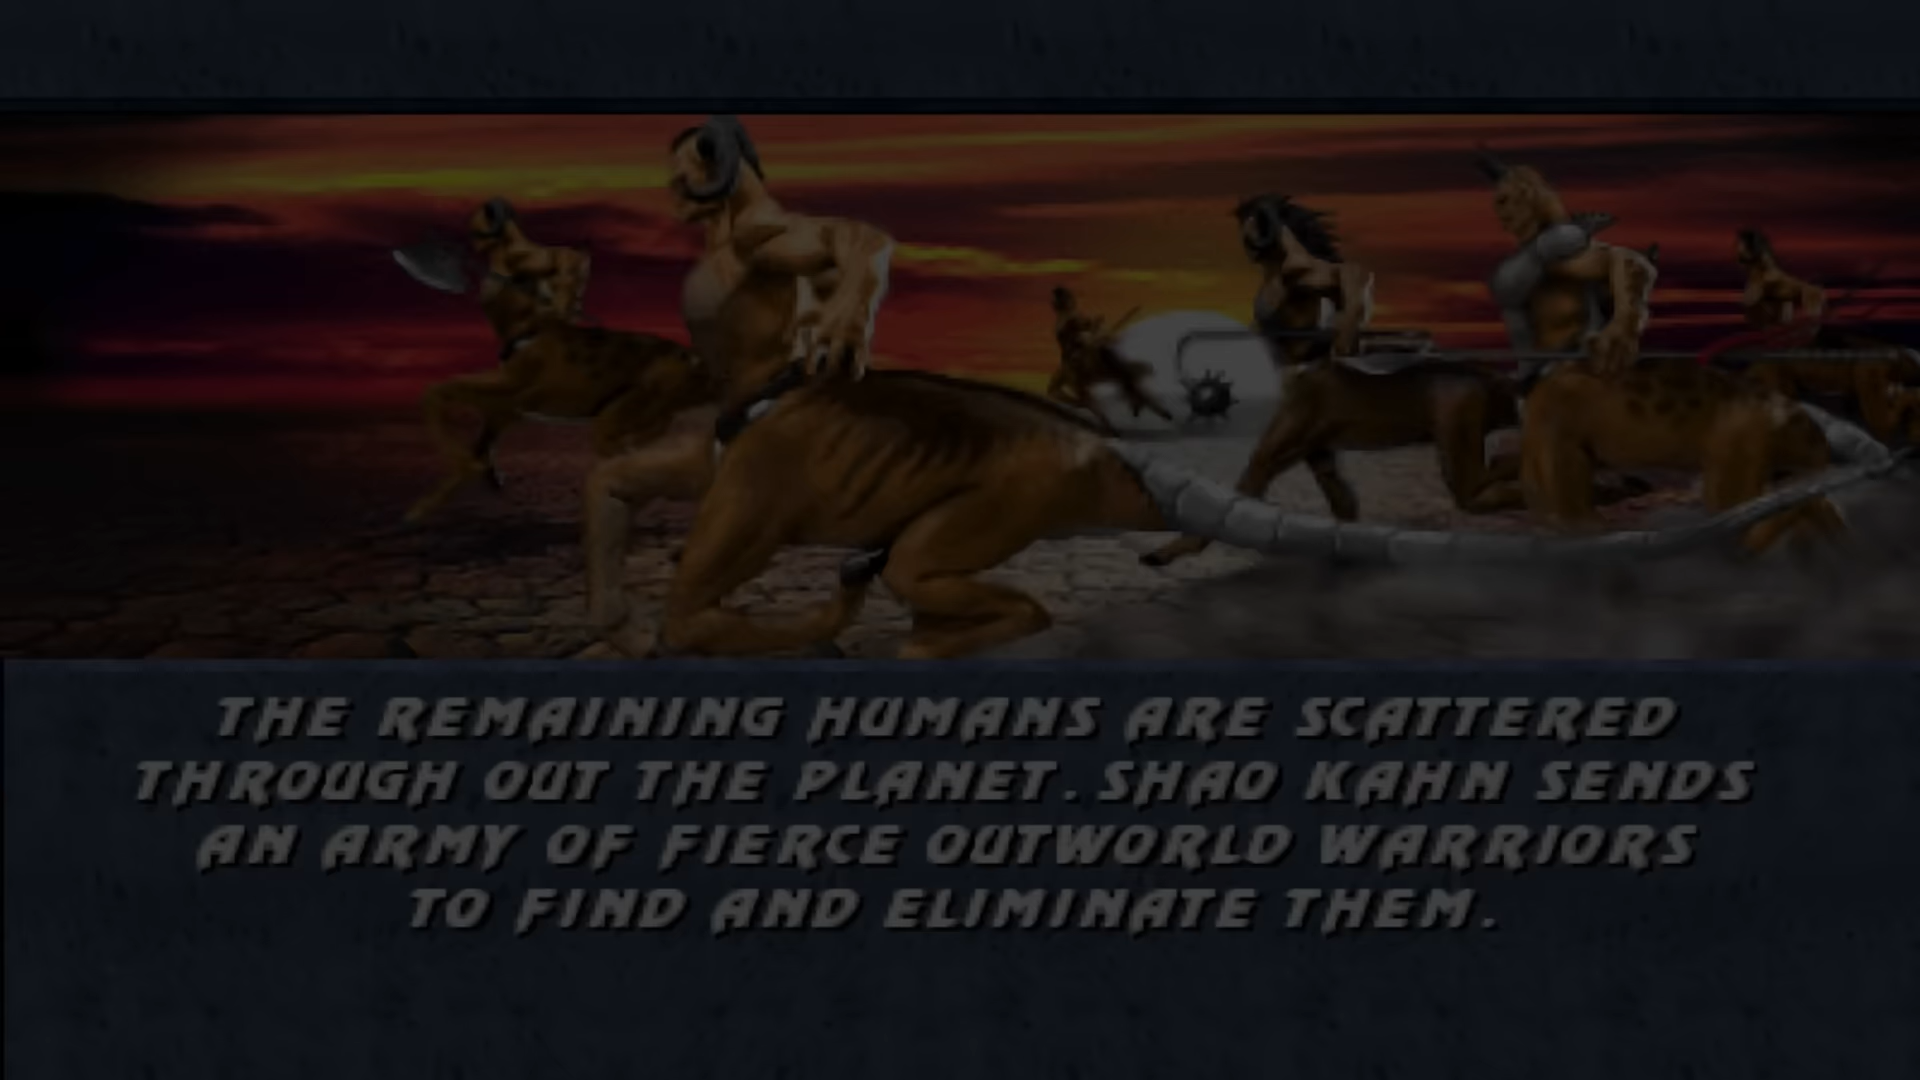 THE REMAINING HUMANS ARE SCATTERED
THROUGH OUT THE PLANET. SHAO KAHN SENDS
AN ARMY OF FIERCE OUTWORLD WARRIORS
TO FIND AND ELIMINATE THEM.